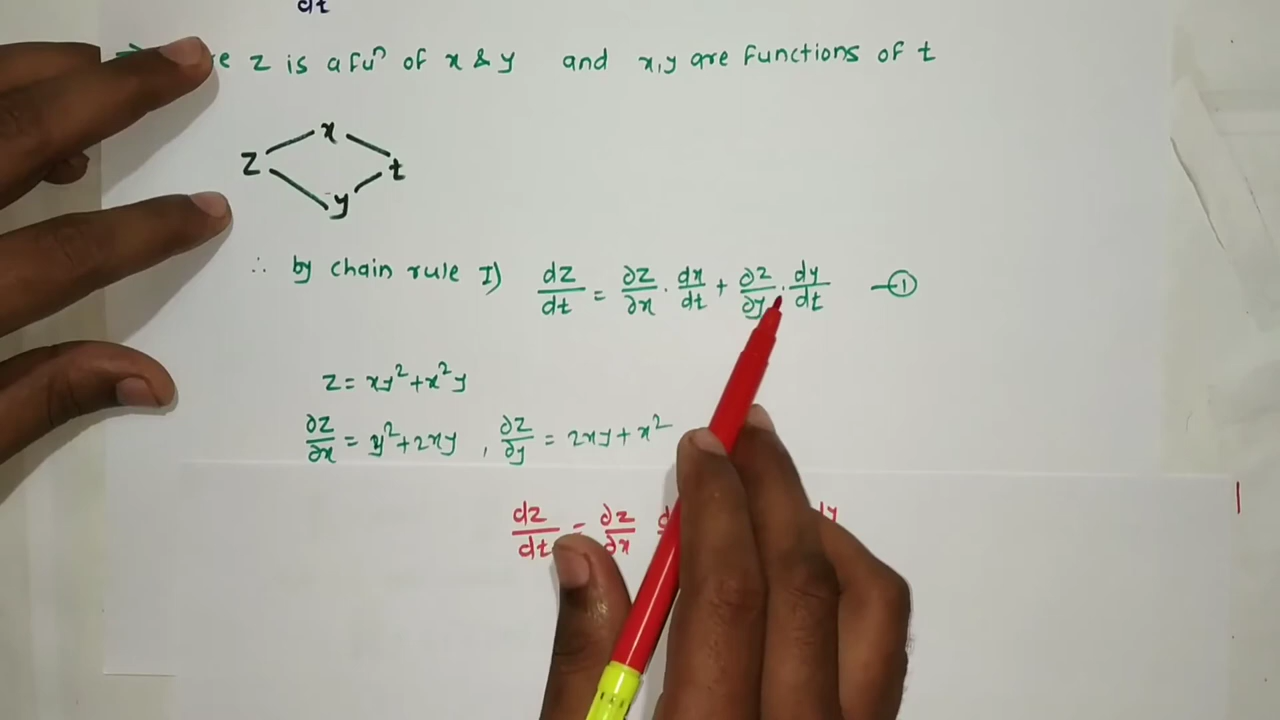 dt
z is a fuⁿ of x & y and x,y are functions of t
x
z t
y
∴ by chain rule I) dz/dt = ∂z/∂x · dx/dt + ∂z/∂y · dy/dt —①
z = xy² + x²y
∂z/∂x = y² + 2xy , ∂z/∂y = 2xy + x²
dz/dt = ∂z/∂x